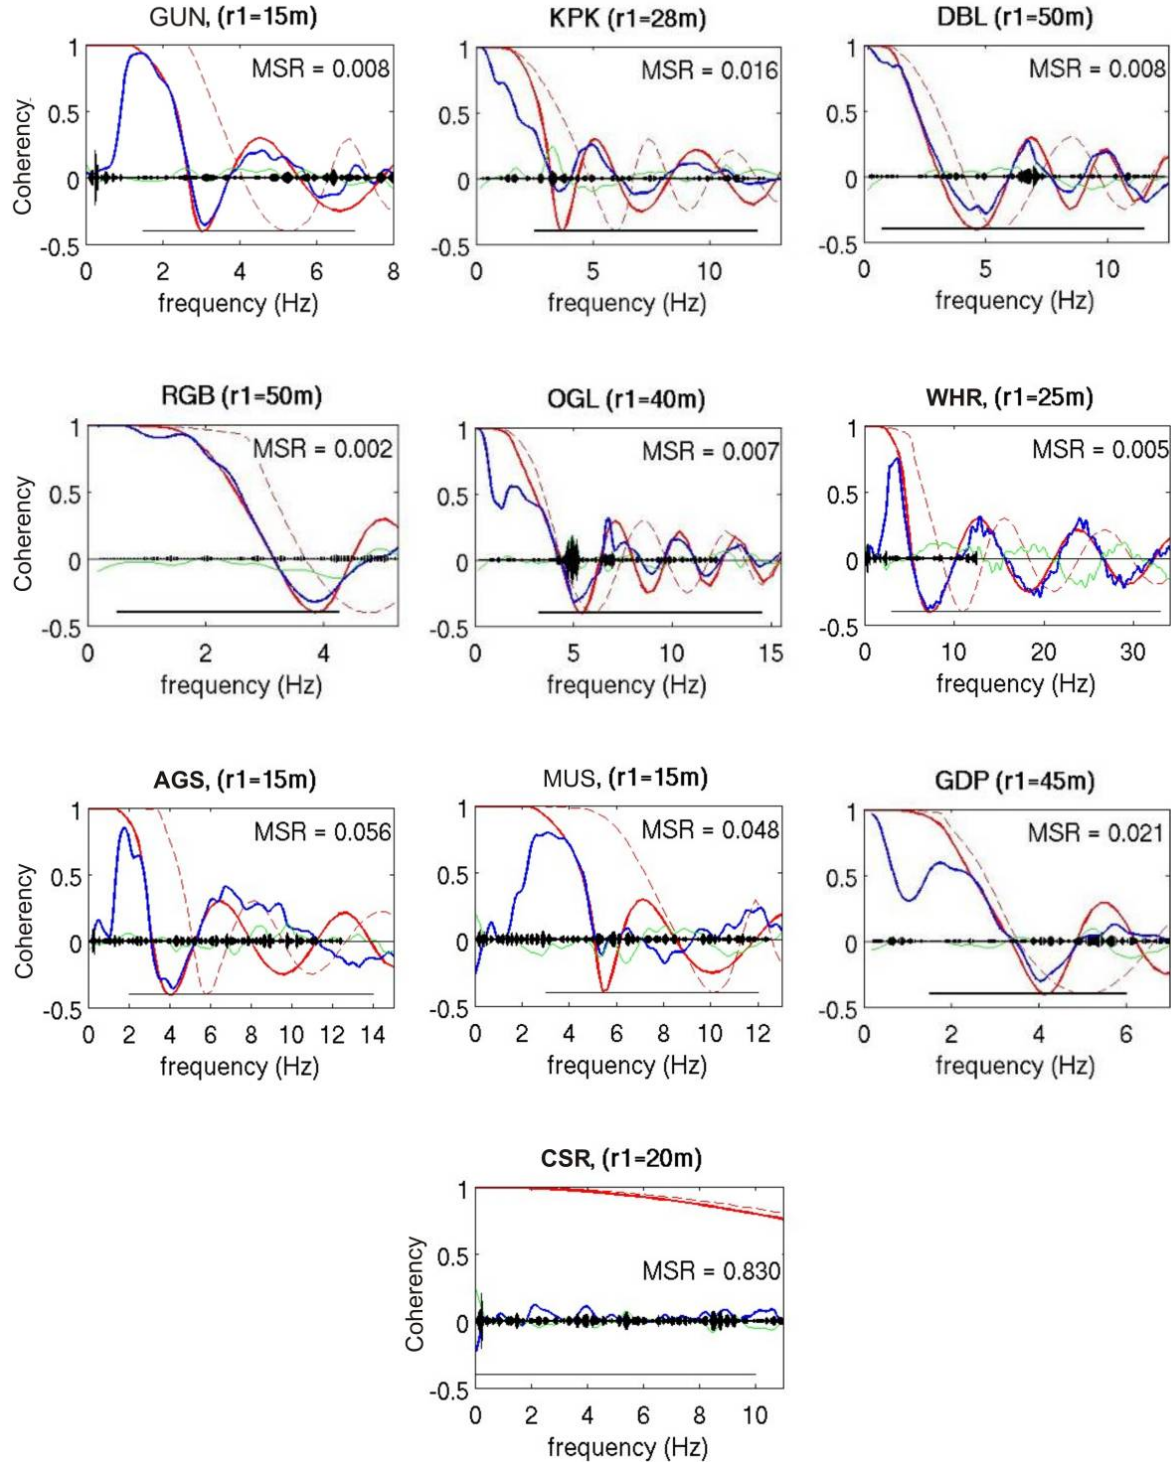 GUN, (r1=15m)
KPK (r1=28m)
DBL (r1=50m)
MSR = 0.008
MSR = 0.016
MSR = 0.008
Coherency
1
0.5
0
-0.5
0 2 4 6 8
frequency (Hz)
1
0.5
0
-0.5
0 5 10
frequency (Hz)
1
0.5
0
-0.5
0 5 10
frequency (Hz)
RGB (r1=50m)
OGL (r1=40m)
WHR, (r1=25m)
MSR = 0.002
MSR = 0.007
MSR = 0.005
Coherency
1
0.5
0
-0.5
0 2 4
frequency (Hz)
1
0.5
0
-0.5
0 5 10 15
frequency (Hz)
1
0.5
0
-0.5
0 10 20 30
frequency (Hz)
AGS, (r1=15m)
MUS, (r1=15m)
GDP (r1=45m)
MSR = 0.056
MSR = 0.048
MSR = 0.021
Coherency
1
0.5
0
-0.5
0 2 4 6 8 10 12 14
frequency (Hz)
1
0.5
0
-0.5
0 2 4 6 8 10 12
frequency (Hz)
1
0.5
0
-0.5
0 2 4 6
frequency (Hz)
CSR, (r1=20m)
MSR = 0.830
Coherency
1
0.5
0
-0.5
0 2 4 6 8 10
frequency (Hz)